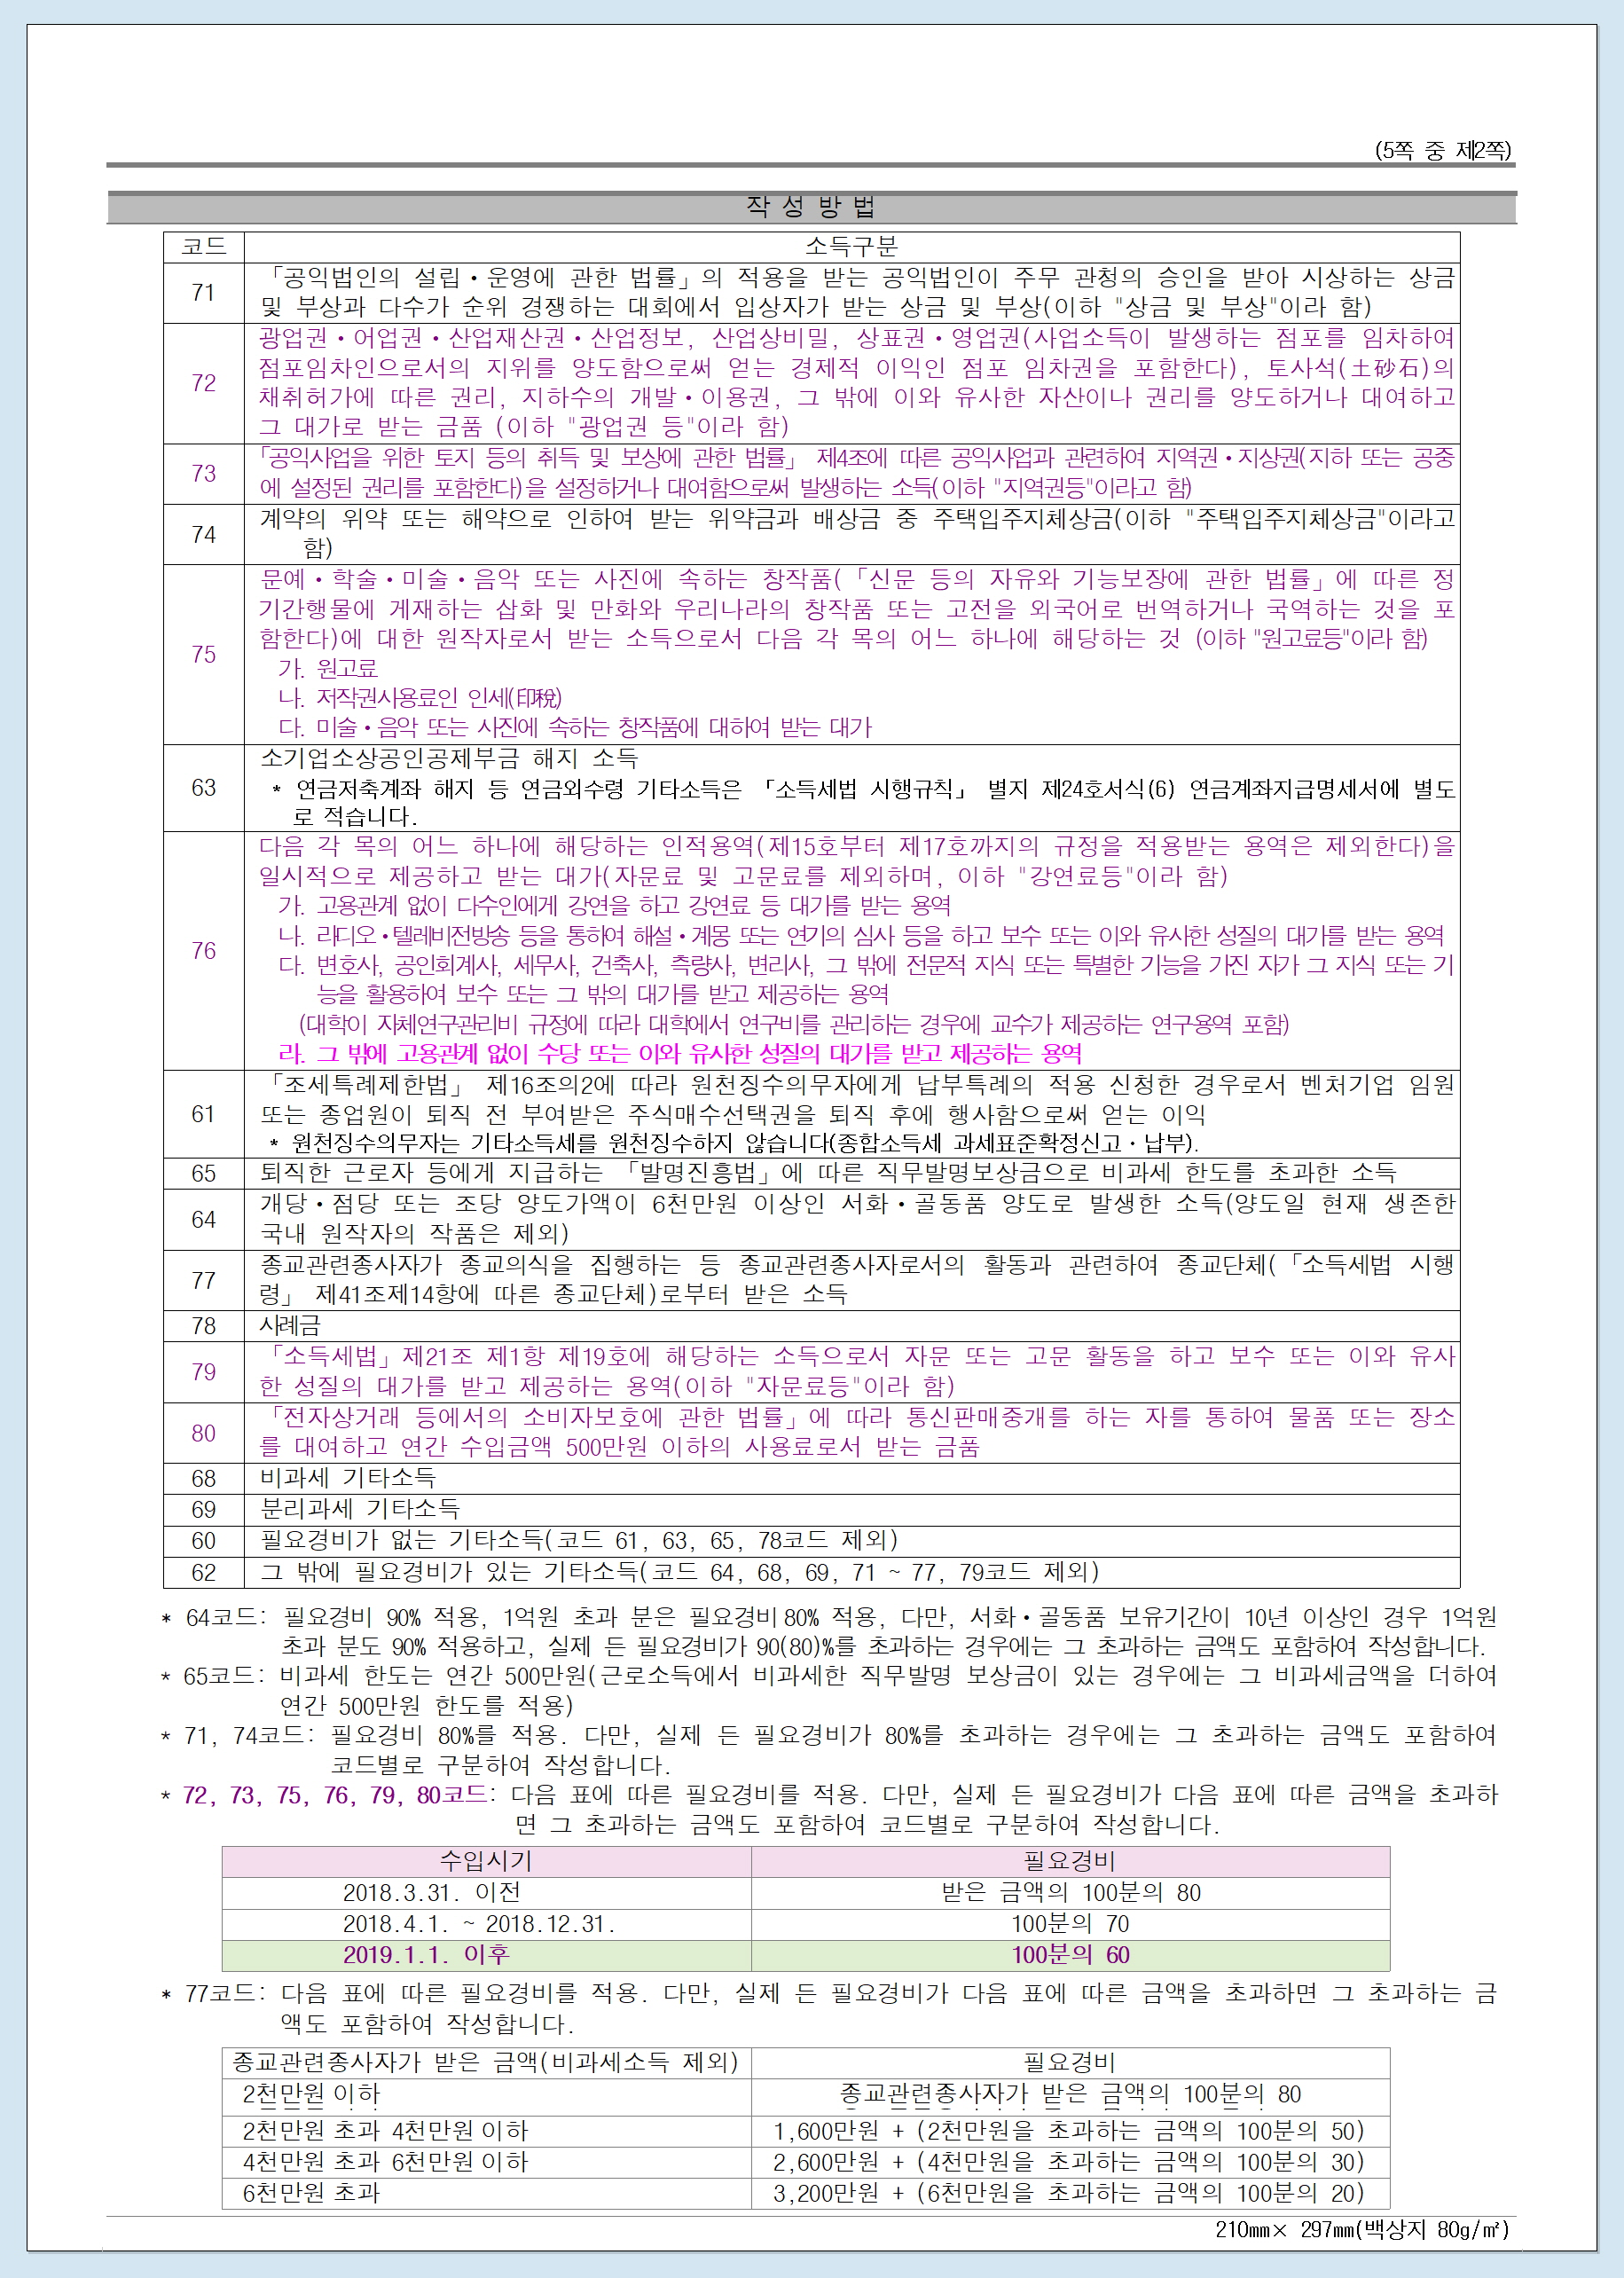 (5쪽 중 제2쪽)
작 성 방 법
코드 소득구분
71
「공익법인의 설립·운영에 관한 법률」의 적용을 받는 공익법인이 주무 관청의 승인을 받아 시상하는 상금
및 부상과 다수가 순위 경쟁하는 대회에서 입상자가 받는 상금 및 부상(이하 "상금 및 부상"이라 함)
72
광업권·어업권·산업재산권·산업정보, 산업상비밀, 상표권·영업권(사업소득이 발생하는 점포를 임차하여
점포임차인으로서의 지위를 양도함으로써 얻는 경제적 이익인 점포 임차권을 포함한다), 토사석(土砂石)의
채취허가에 따른 권리, 지하수의 개발·이용권, 그 밖에 이와 유사한 자산이나 권리를 양도하거나 대여하고
그 대가로 받는 금품 (이하 "광업권 등"이라 함)
73
「공익사업을 위한 토지 등의 취득 및 보상에 관한 법률」 제4조에 따른 공익사업과 관련하여 지역권·지상권(지하 또는 공중
에 설정된 권리를 포함한다)을 설정하거나 대여함으로써 발생하는 소득(이하 "지역권등"이라고 함)
74
계약의 위약 또는 해약으로 인하여 받는 위약금과 배상금 중 주택입주지체상금(이하 "주택입주지체상금"이라고
함)
75
문예·학술·미술·음악 또는 사진에 속하는 창작품(「신문 등의 자유와 기능보장에 관한 법률」에 따른 정
기간행물에 게재하는 삽화 및 만화와 우리나라의 창작품 또는 고전을 외국어로 번역하거나 국역하는 것을 포
함한다)에 대한 원작자로서 받는 소득으로서 다음 각 목의 어느 하나에 해당하는 것 (이하 "원고료등"이라 함)
가. 원고료
나. 저작권사용료인 인세(印稅)
다. 미술·음악 또는 사진에 속하는 창작품에 대하여 받는 대가
63
소기업소상공인공제부금 해지 소득
* 연금저축계좌 해지 등 연금외수령 기타소득은 「소득세법 시행규칙」 별지 제24호서식(6) 연금계좌지급명세서에 별도
로 적습니다.
76
다음 각 목의 어느 하나에 해당하는 인적용역(제15호부터 제17호까지의 규정을 적용받는 용역은 제외한다)을
일시적으로 제공하고 받는 대가(자문료 및 고문료를 제외하며, 이하 "강연료등"이라 함)
가. 고용관계 없이 다수인에게 강연을 하고 강연료 등 대가를 받는 용역
나. 라디오·텔레비전방송 등을 통하여 해설·계몽 또는 연기의 심사 등을 하고 보수 또는 이와 유사한 성질의 대가를 받는 용역
다. 변호사, 공인회계사, 세무사, 건축사, 측량사, 변리사, 그 밖에 전문적 지식 또는 특별한 기능을 가진 자가 그 지식 또는 기
능을 활용하여 보수 또는 그 밖의 대가를 받고 제공하는 용역
(대학이 자체연구관리비 규정에 따라 대학에서 연구비를 관리하는 경우에 교수가 제공하는 연구용역 포함)
라. 그 밖에 고용관계 없이 수당 또는 이와 유사한 성질의 대가를 받고 제공하는 용역
61
「조세특례제한법」 제16조의2에 따라 원천징수의무자에게 납부특례의 적용 신청한 경우로서 벤처기업 임원
또는 종업원이 퇴직 전 부여받은 주식매수선택권을 퇴직 후에 행사함으로써 얻는 이익
* 원천징수의무자는 기타소득세를 원천징수하지 않습니다(종합소득세 과세표준확정신고·납부).
65 퇴직한 근로자 등에게 지급하는 「발명진흥법」에 따른 직무발명보상금으로 비과세 한도를 초과한 소득
64
개당·점당 또는 조당 양도가액이 6천만원 이상인 서화·골동품 양도로 발생한 소득(양도일 현재 생존한
국내 원작자의 작품은 제외)
77
종교관련종사자가 종교의식을 집행하는 등 종교관련종사자로서의 활동과 관련하여 종교단체(「소득세법 시행
령」 제41조제14항에 따른 종교단체)로부터 받은 소득
78 사례금
79
「소득세법」제21조 제1항 제19호에 해당하는 소득으로서 자문 또는 고문 활동을 하고 보수 또는 이와 유사
한 성질의 대가를 받고 제공하는 용역(이하 "자문료등"이라 함)
80
「전자상거래 등에서의 소비자보호에 관한 법률」에 따라 통신판매중개를 하는 자를 통하여 물품 또는 장소
를 대여하고 연간 수입금액 500만원 이하의 사용료로서 받는 금품
68 비과세 기타소득
69 분리과세 기타소득
60 필요경비가 없는 기타소득(코드 61, 63, 65, 78코드 제외)
62 그 밖에 필요경비가 있는 기타소득(코드 64, 68, 69, 71 ~ 77, 79코드 제외)
* 64코드: 필요경비 90% 적용, 1억원 초과 분은 필요경비 80% 적용, 다만, 서화·골동품 보유기간이 10년 이상인 경우 1억원
초과 분도 90% 적용하고, 실제 든 필요경비가 90(80)%를 초과하는 경우에는 그 초과하는 금액도 포함하여 작성합니다.
* 65코드: 비과세 한도는 연간 500만원(근로소득에서 비과세한 직무발명 보상금이 있는 경우에는 그 비과세금액을 더하여
연간 500만원 한도를 적용)
* 71, 74코드: 필요경비 80%를 적용. 다만, 실제 든 필요경비가 80%를 초과하는 경우에는 그 초과하는 금액도 포함하여
코드별로 구분하여 작성합니다.
* 72, 73, 75, 76, 79, 80코드: 다음 표에 따른 필요경비를 적용. 다만, 실제 든 필요경비가 다음 표에 따른 금액을 초과하
면 그 초과하는 금액도 포함하여 코드별로 구분하여 작성합니다.
수입시기 필요경비
2018.3.31. 이전 받은 금액의 100분의 80
2018.4.1. ~ 2018.12.31. 100분의 70
2019.1.1. 이후 100분의 60
* 77코드: 다음 표에 따른 필요경비를 적용. 다만, 실제 든 필요경비가 다음 표에 따른 금액을 초과하면 그 초과하는 금
액도 포함하여 작성합니다.
종교관련종사자가 받은 금액(비과세소득 제외) 필요경비
2천만원 이하 종교관련종사자가 받은 금액의 100분의 80
2천만원 초과 4천만원 이하 1,600만원 + (2천만원을 초과하는 금액의 100분의 50)
4천만원 초과 6천만원 이하 2,600만원 + (4천만원을 초과하는 금액의 100분의 30)
6천만원 초과 3,200만원 + (6천만원을 초과하는 금액의 100분의 20)
210㎜× 297㎜(백상지 80g/㎡)